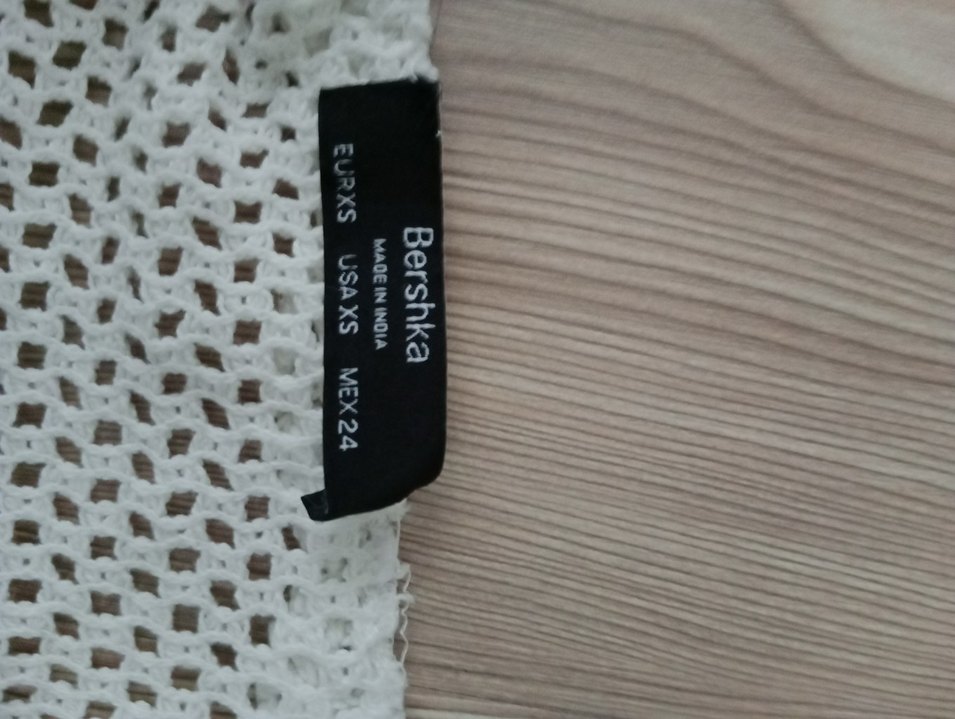 Bershka
MADE IN INDIA
EUR XS USA XS MEX 24